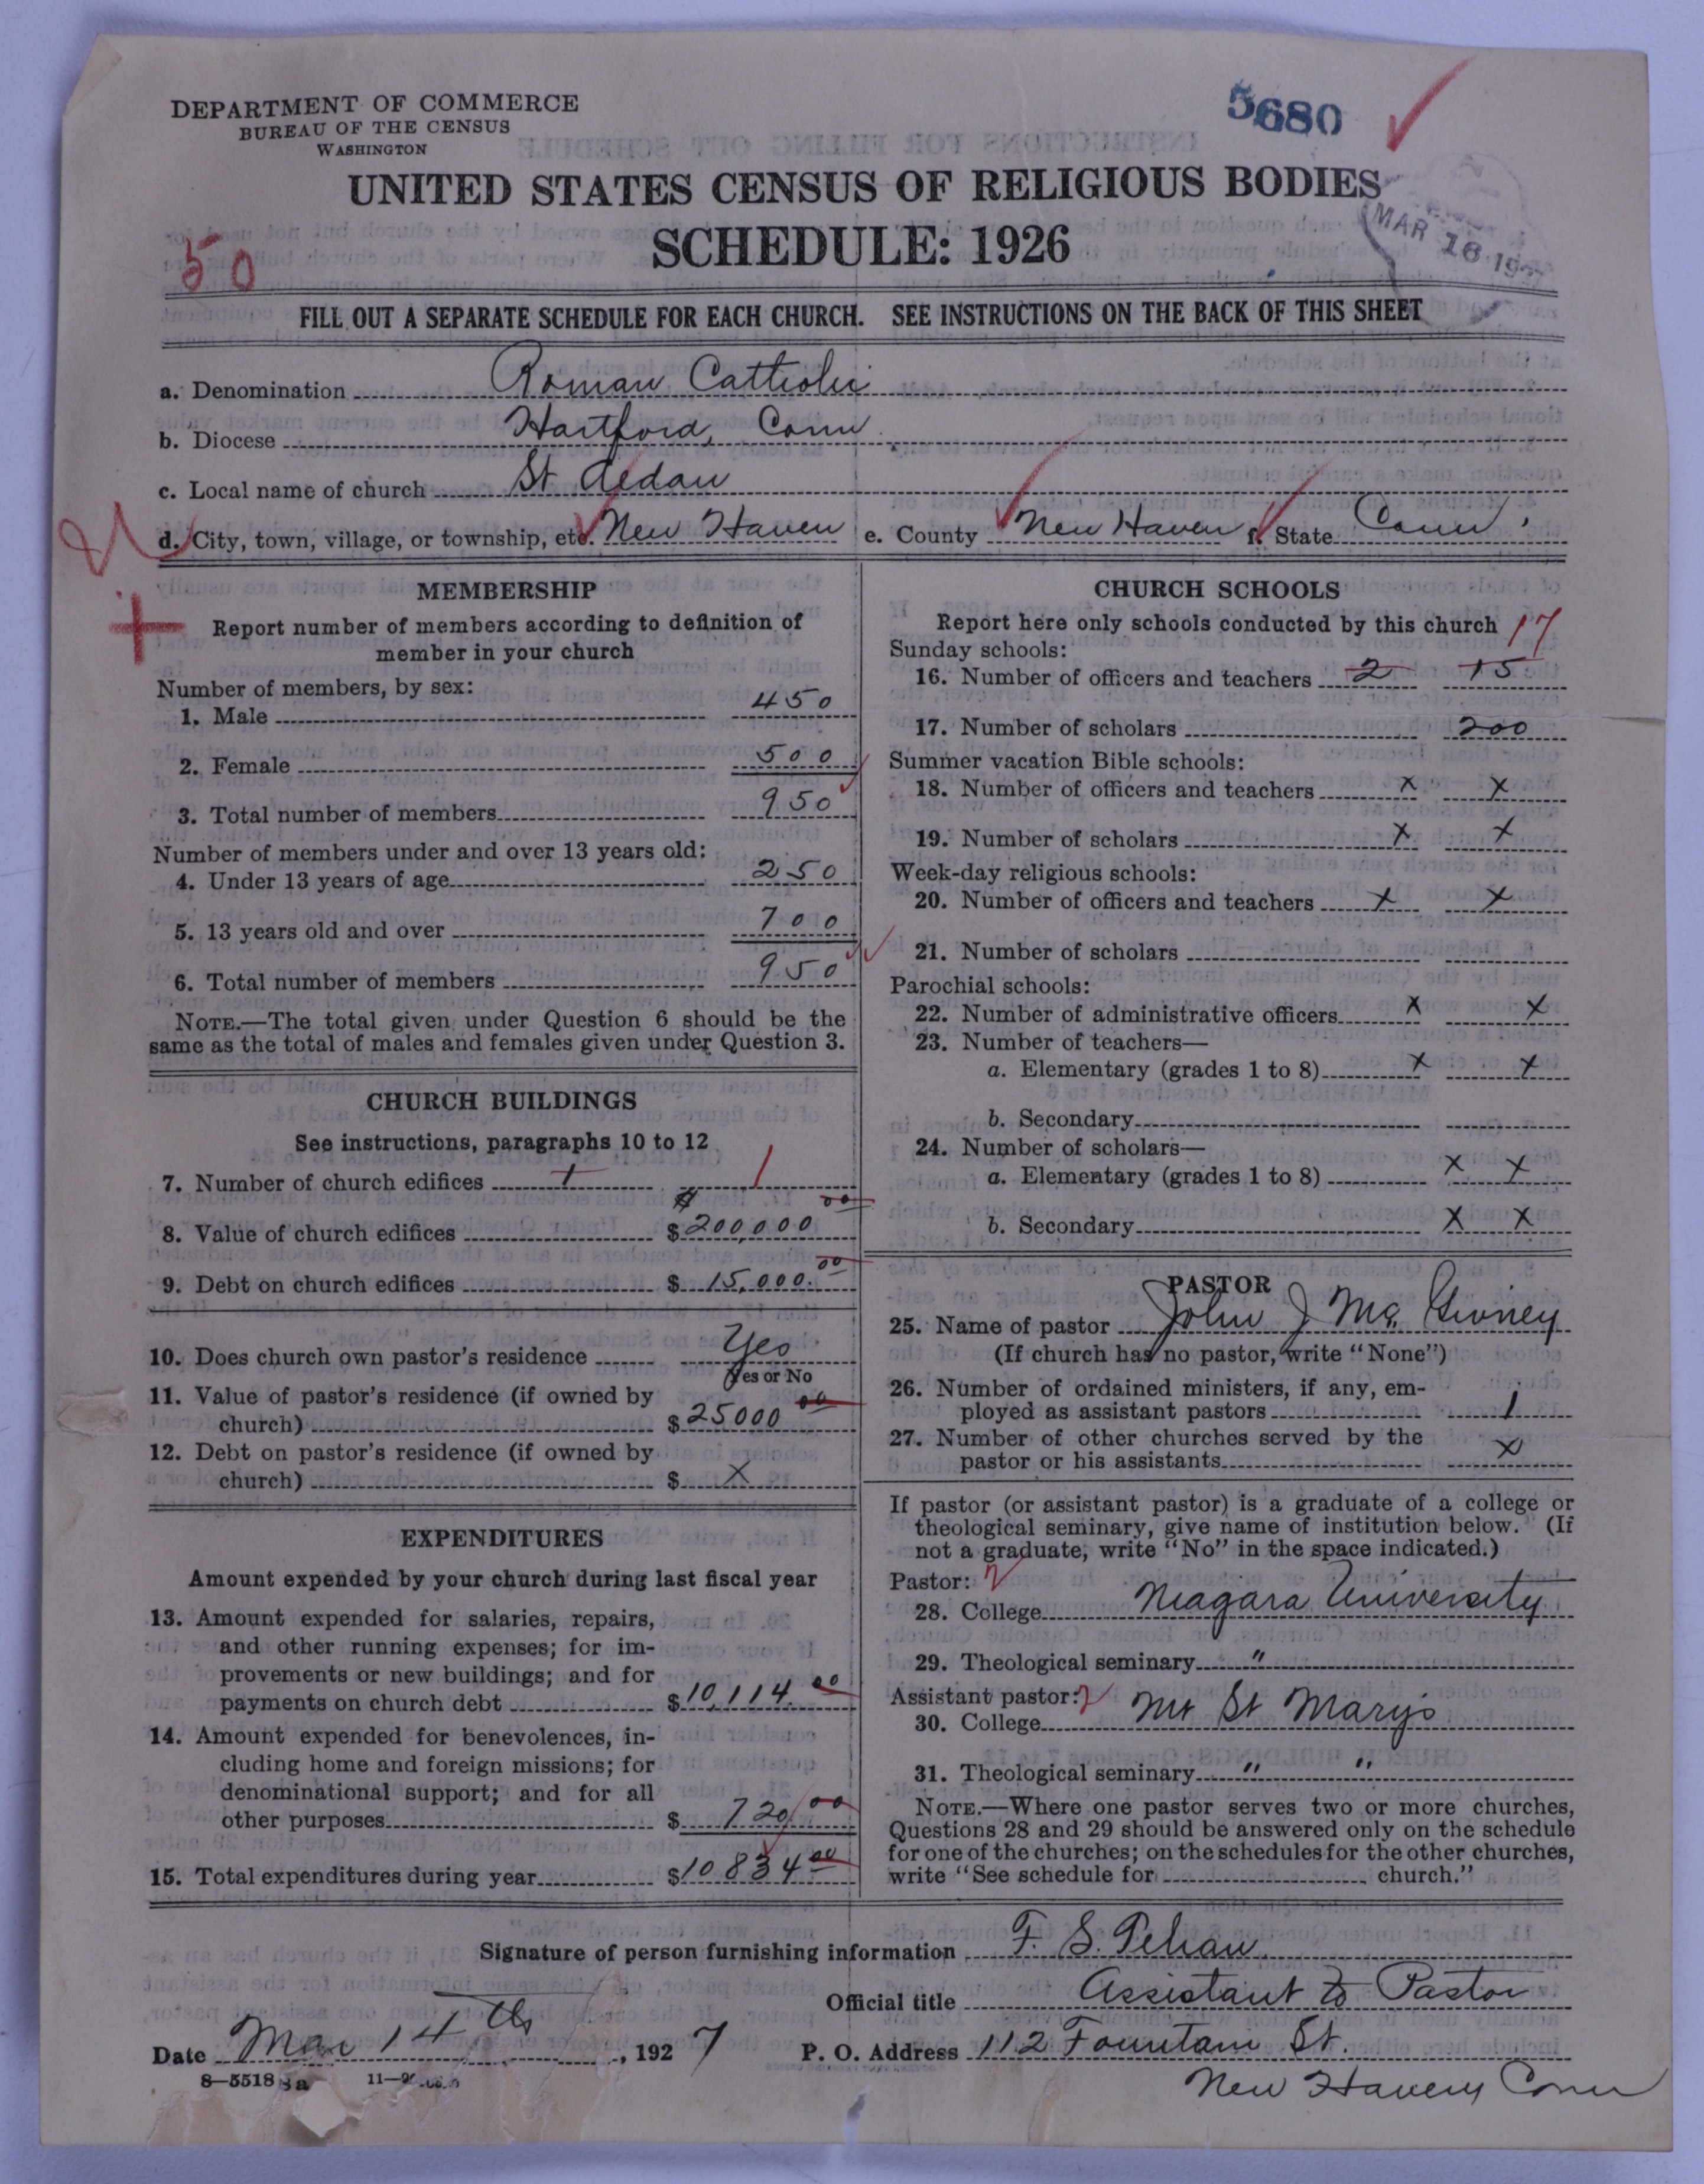 DEPARTMENT OF COMMERCE
BUREAU OF THE CENSUS
WASHINGTON
5680
UNITED STATES CENSUS OF RELIGIOUS BODIES
SCHEDULE: 1926
MAR 18 1927
50
FILL OUT A SEPARATE SCHEDULE FOR EACH CHURCH. SEE INSTRUCTIONS ON THE BACK OF THIS SHEET
a. Denomination Roman Catholic
b. Diocese Hartford, Conn
c. Local name of church St Aedan
d. City, town, village, or township, etc. New Haven e. County New Haven f. State Conn.
MEMBERSHIP
Report number of members according to definition of
member in your church
Number of members, by sex:
1. Male 450
2. Female 500
3. Total number of members 950
Number of members under and over 13 years old:
4. Under 13 years of age 250
5. 13 years old and over 700
6. Total number of members 950
NOTE.—The total given under Question 6 should be the
same as the total of males and females given under Question 3.
CHURCH BUILDINGS
See instructions, paragraphs 10 to 12
7. Number of church edifices 1 1
8. Value of church edifices $ 200,000 00
9. Debt on church edifices $ 15,000. 00
10. Does church own pastor's residence Yes
Yes or No
11. Value of pastor's residence (if owned by
church) $ 25000 00
12. Debt on pastor's residence (if owned by
church) $ X
EXPENDITURES
Amount expended by your church during last fiscal year
13. Amount expended for salaries, repairs,
and other running expenses; for im-
provements or new buildings; and for
payments on church debt $ 10,114. 00
14. Amount expended for benevolences, in-
cluding home and foreign missions; for
denominational support; and for all
other purposes $ 720 00
15. Total expenditures during year $ 10834 00
CHURCH SCHOOLS
Report here only schools conducted by this church 17
Sunday schools:
16. Number of officers and teachers 2 15
17. Number of scholars 200
Summer vacation Bible schools:
18. Number of officers and teachers X X
19. Number of scholars X X
Week-day religious schools:
20. Number of officers and teachers X X
21. Number of scholars
Parochial schools:
22. Number of administrative officers X X
23. Number of teachers—
a. Elementary (grades 1 to 8) X X
b. Secondary
24. Number of scholars—
a. Elementary (grades 1 to 8) X X
b. Secondary X X
PASTOR
25. Name of pastor John J Mc Givney
(If church has no pastor, write "None")
26. Number of ordained ministers, if any, em-
ployed as assistant pastors 1
27. Number of other churches served by the
pastor or his assistants X
If pastor (or assistant pastor) is a graduate of a college or
theological seminary, give name of institution below. (If
not a graduate, write "No" in the space indicated.)
Pastor:
28. College Niagara University
29. Theological seminary "
Assistant pastor:
30. College Mt St Mary's
31. Theological seminary " "
NOTE.—Where one pastor serves two or more churches,
Questions 28 and 29 should be answered only on the schedule
for one of the churches; on the schedules for the other churches,
write "See schedule for church."
Signature of person furnishing information F. S. Pehan
Official title Assistant to Pastor
Date Mar 14th, 1927 P. O. Address 112 Fountain St.
8—5518 a 11—
New Haven Conn